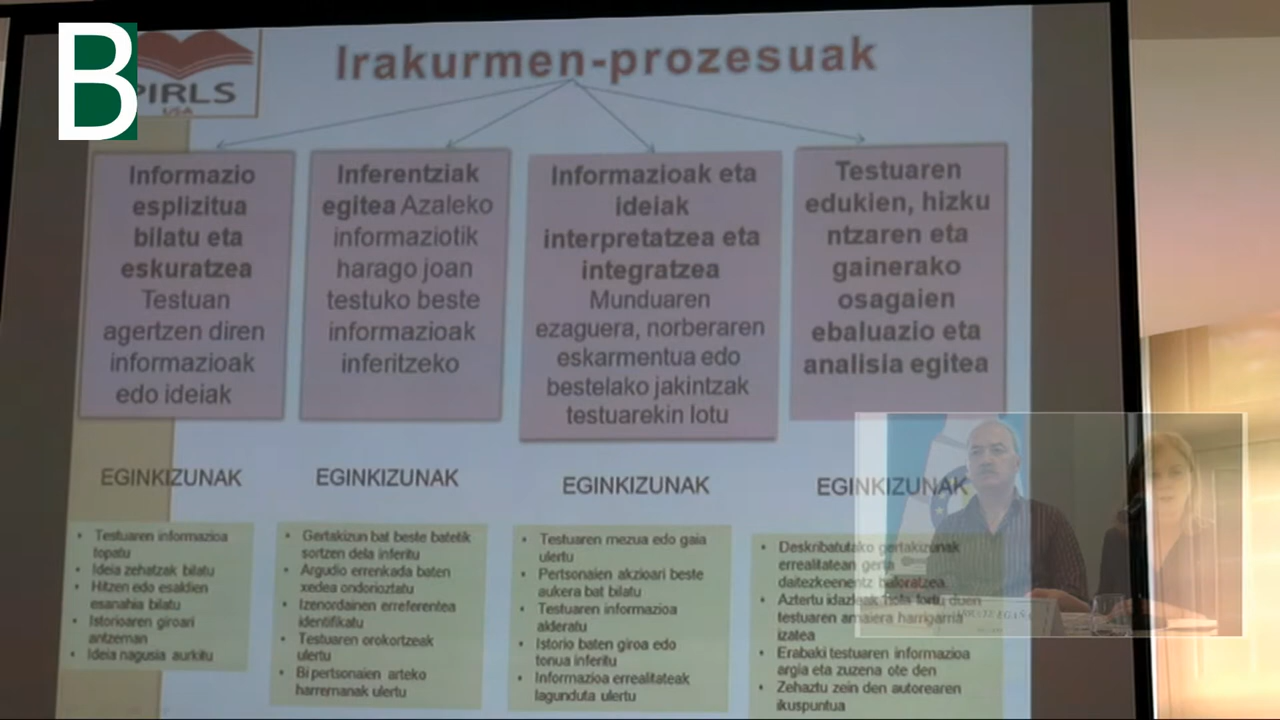 B
PIRLS
USA
Irakurmen-prozesuak
Informazio
esplizitua
bilatu eta
eskuratzea
Testuan
agertzen diren
informazioak
edo ideiak
Inferentziak
egitea Azaleko
informaziotik
harago joan
testuko beste
informazioak
inferitzeko
Informazioak eta
ideiak
interpretatzea eta
integratzea
Munduaren
ezaguera, norberaren
eskarmentua edo
bestelako jakintzak
testuarekin lotu
Testuaren
edukien, hizku
ntzaren eta
gainerako
osagaien
ebaluazio eta
analisia egitea
EGINKIZUNAK
EGINKIZUNAK
EGINKIZUNAK
EGINKIZUNAK
• Testuaren informazioa
topatu
• Ideia zehatzak bilatu
• Hitzen edo esaldien
esanahia bilatu
• Istorioaren giroari
antzeman
• Ideia nagusia aurkitu
• Gertakizun bat beste batetik
sortzen dela inferitu
• Argudio errenkada baten
xedea ondorioztatu
• Izenordainen erreferentea
identifikatu
• Testuaren orokortzeak
ulertu
• Bi pertsonaien arteko
harremanak ulertu
• Testuaren mezua edo gaia
ulertu
• Pertsonaien akzioari beste
aukera bat bilatu
• Testuaren informazioa
alderatu
• Istorio baten giroa edo
tonua inferitu
• Informazioa errealitateak
lagunduta ulertu
• Deskribatutako gertakizunak
errealitatean gerta
daitezkeenentz baloratzea
• Aztertu idazleak nola lortu duen
testuaren amaiera harrigarria
izatea
• Erabaki testuaren informazioa
argia eta zuzena ote den
• Zehaztu zein den autorearen
ikuspuntua
EGAÑA